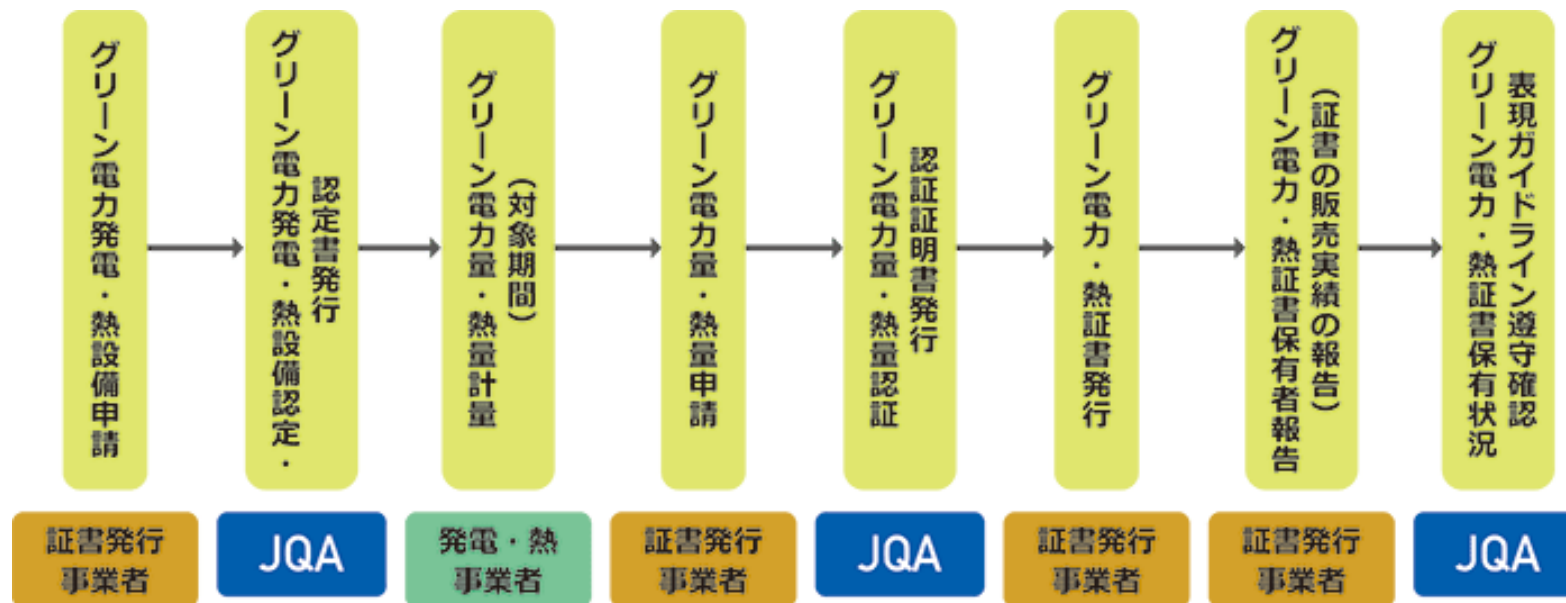 グリーン電力発電・熱設備申請
グリーン電力発電・熱設備認定・
認定書発行
グリーン電力量・熱量計量
（対象期間）
グリーン電力量・熱量申請
グリーン電力量・熱量認証
認証証明書発行
グリーン電力・熱証書発行
グリーン電力・熱証書保有者報告
（証書の販売実績の報告）
表現ガイドライン遵守確認
グリーン電力・熱証書保有状況
証書発行
事業者
JQA
発電・熱
事業者
証書発行
事業者
JQA
証書発行
事業者
証書発行
事業者
JQA